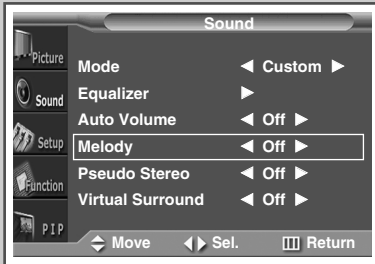 Sound
Picture
Sound
Setup
Function
PIP
Mode ◀ Custom ▶
Equalizer ▶
Auto Volume ◀ Off ▶
Melody ◀ Off ▶
Pseudo Stereo ◀ Off ▶
Virtual Surround ◀ Off ▶
Move Sel. Return